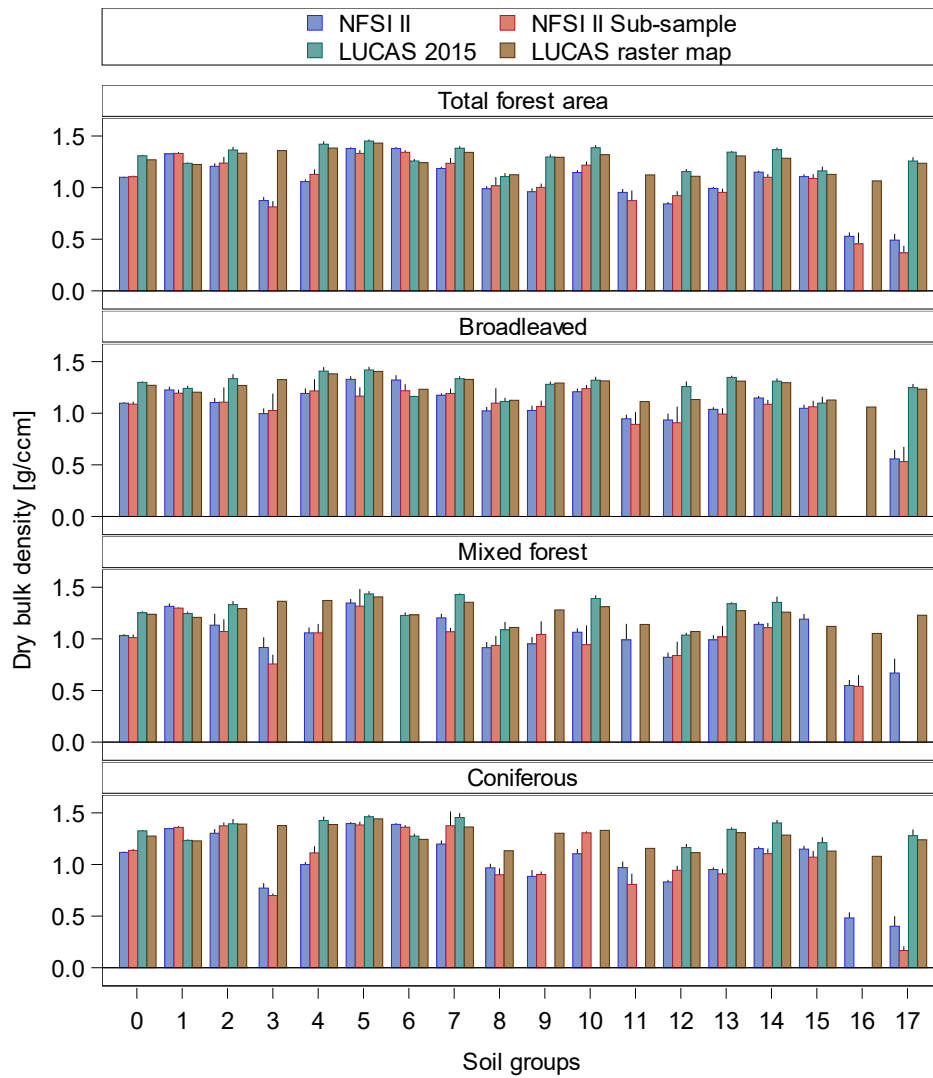 NFSI II
NFSI II Sub-sample
LUCAS 2015
LUCAS raster map
Total forest area
1.5
1.0
0.5
0.0
Broadleaved
1.5
1.0
0.5
0.0
Mixed forest
1.5
1.0
0.5
0.0
Coniferous
1.5
1.0
0.5
0.0
Dry bulk density [g/ccm]
0 1 2 3 4 5 6 7 8 9 10 11 12 13 14 15 16 17
Soil groups